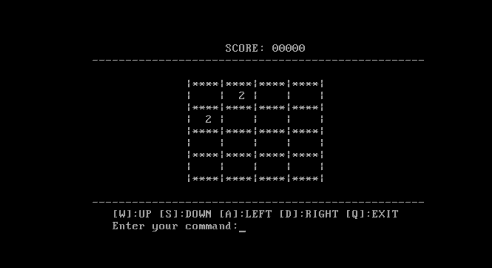 SCORE: 00000
--------------------------------------------------
¦****¦****¦****¦****¦
¦    ¦  2 ¦    ¦    ¦
¦****¦****¦****¦****¦
¦  2 ¦    ¦    ¦    ¦
¦****¦****¦****¦****¦
¦    ¦    ¦    ¦    ¦
¦****¦****¦****¦****¦
¦    ¦    ¦    ¦    ¦
¦****¦****¦****¦****¦
--------------------------------------------------
[W]:UP [S]:DOWN [A]:LEFT [D]:RIGHT [Q]:EXIT
Enter your command:_